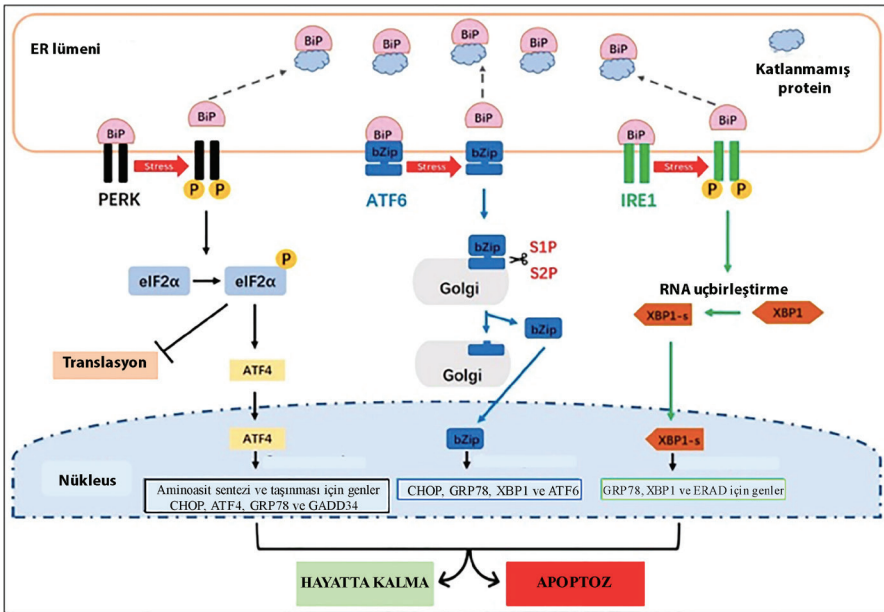 ER lümeni
BiP
BiP
BiP
BiP
BiP
Katlanmamış
protein
BiP
BiP
BiP
BiP
BiP
BiP
Stress
bZip
Stress
bZip
Stress
P
P
P
P
PERK
ATF6
IRE1
P
eIF2α
eIF2α
bZip
S1P
S2P
Golgi
RNA uçbirleştirme
XBP1-s
XBP1
bZip
Translasyon
ATF4
Golgi
ATF4
bZip
XBP1-s
Nükleus
Aminoasit sentezi ve taşınması için genler
CHOP, ATF4, GRP78 ve GADD34
CHOP, GRP78, XBP1 ve ATF6
GRP78, XBP1 ve ERAD için genler
HAYATTA KALMA
APOPTOZ